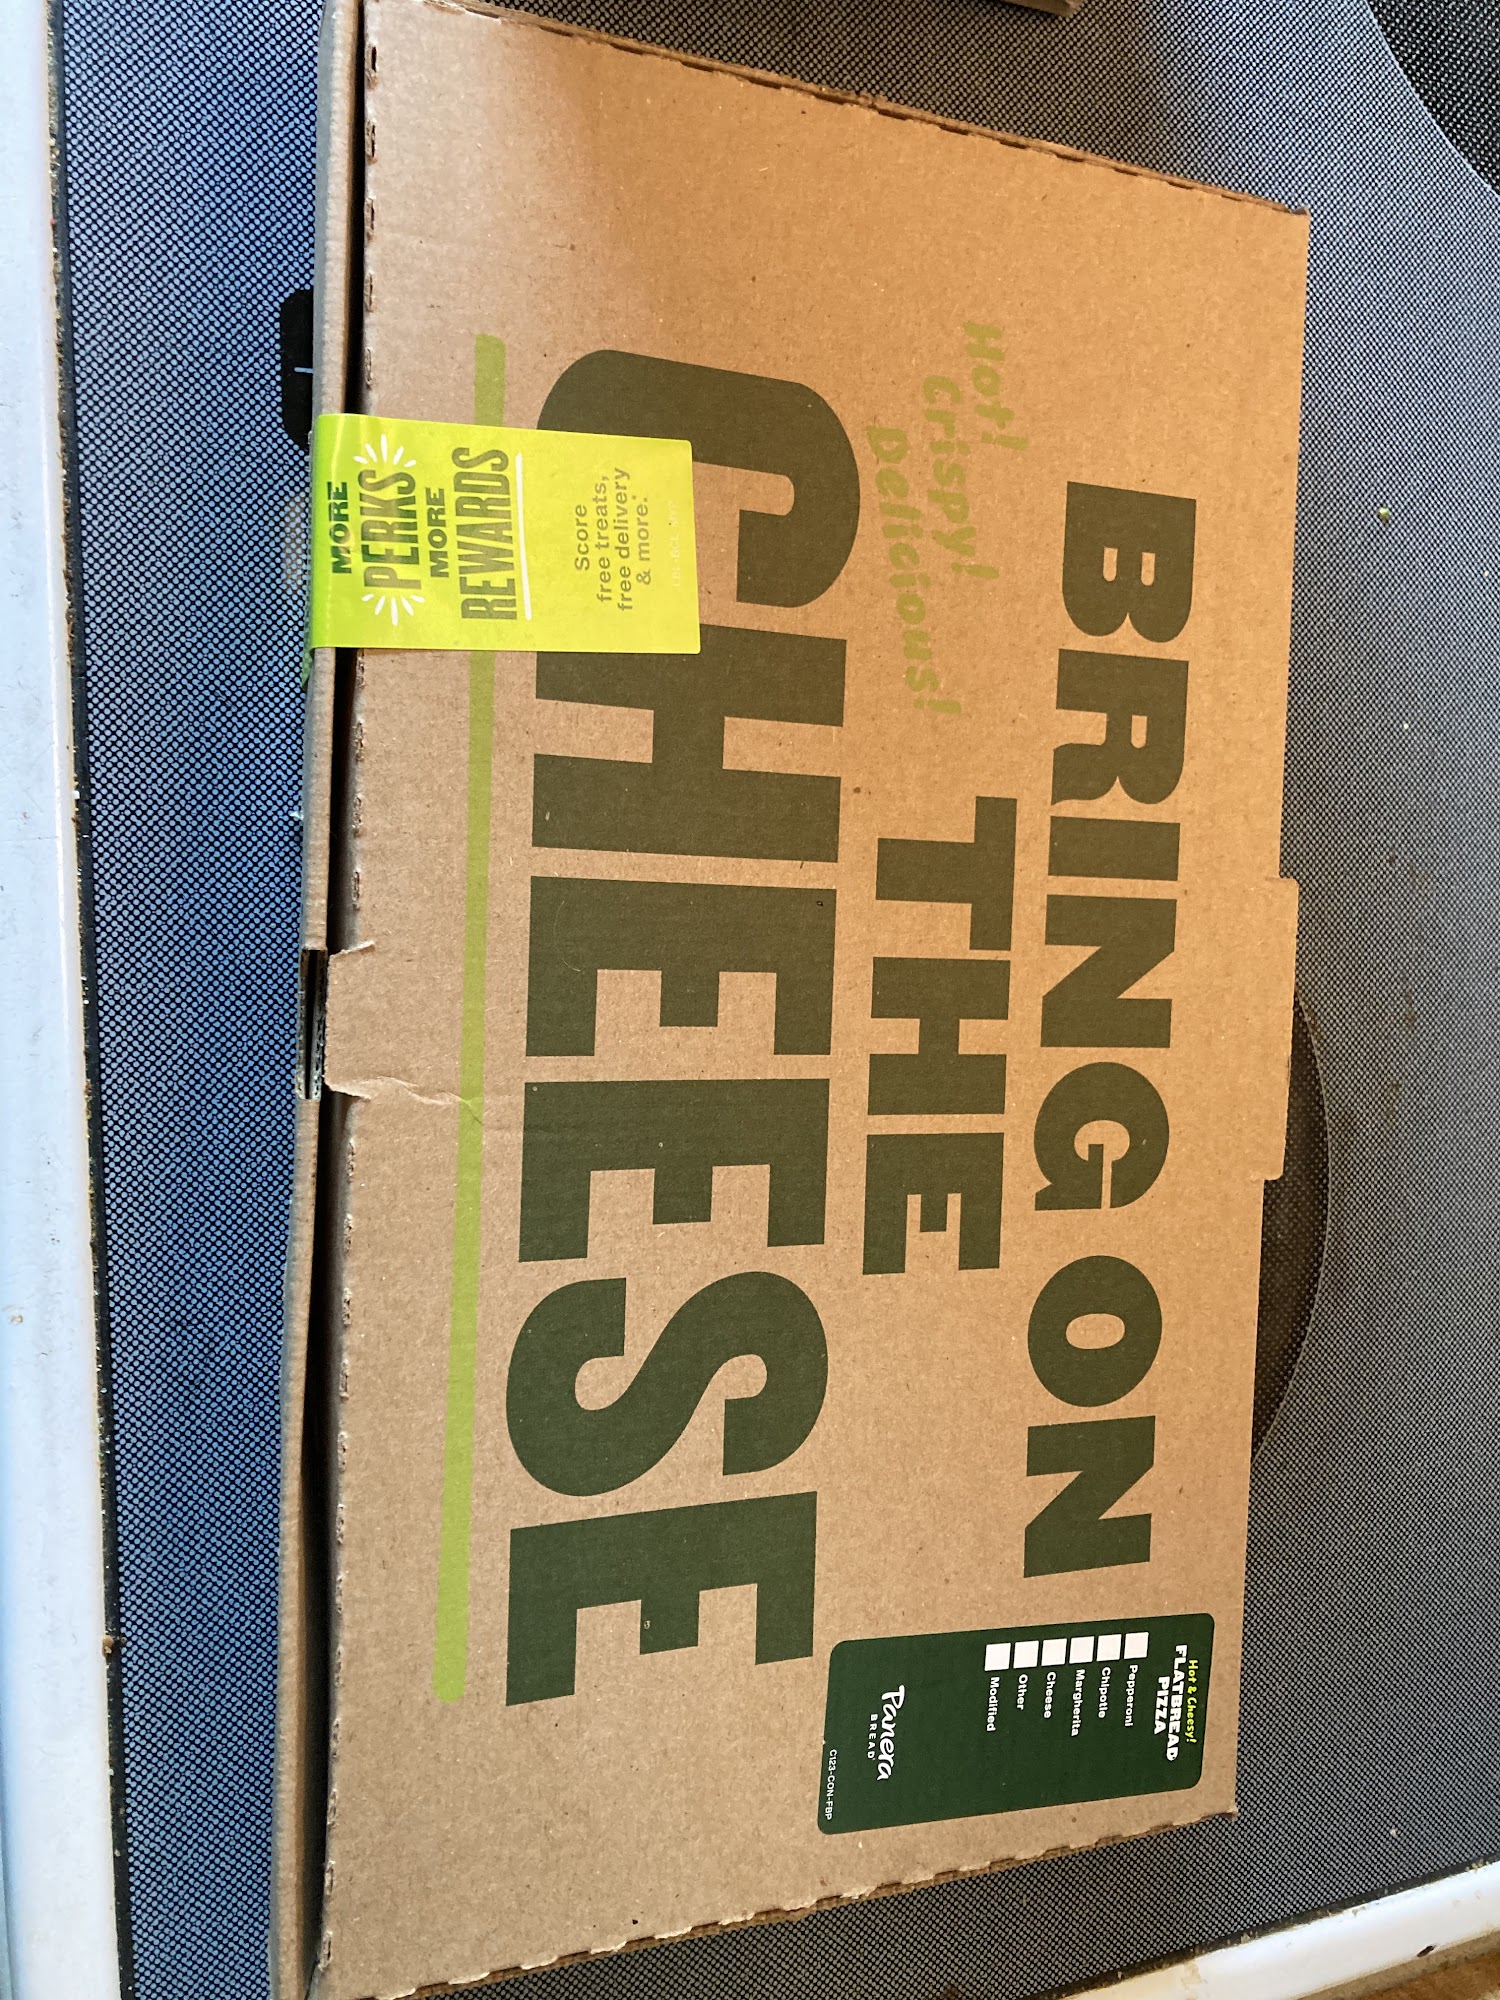 BRING ON
THE
CHEESE
Hot!
Crispy!
Delicious!
MORE
PERKS
MORE
REWARDS
Score
free treats,
free delivery
& more.*
Hot & Cheesy!
FLATBREAD
PIZZA
Pepperoni
Chipotle
Margherita
Cheese
Other
Modified
Panera
BREAD
C123-CON-FBP